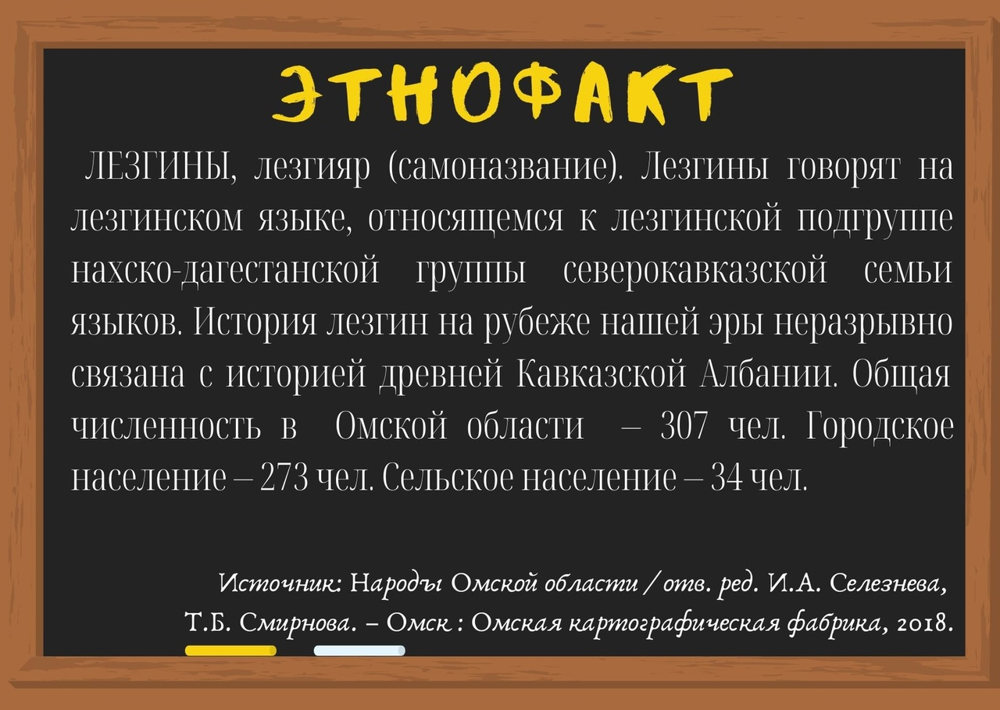 ЭТНОФАКТ
ЛЕЗГИНЫ, лезгияр (самоназвание). Лезгины говорят на
лезгинском языке, относящемся к лезгинской подгруппе
нахско-дагестанской группы северокавказской семьи
языков. История лезгин на рубеже нашей эры неразрывно
связана с историей древней Кавказской Албании. Общая
численность в Омской области – 307 чел. Городское
население – 273 чел. Сельское население – 34 чел.
Источник: Народы Омской области / отв. ред. И.А. Селезнева,
Т.Б. Смирнова. – Омск : Омская картографическая фабрика, 2018.